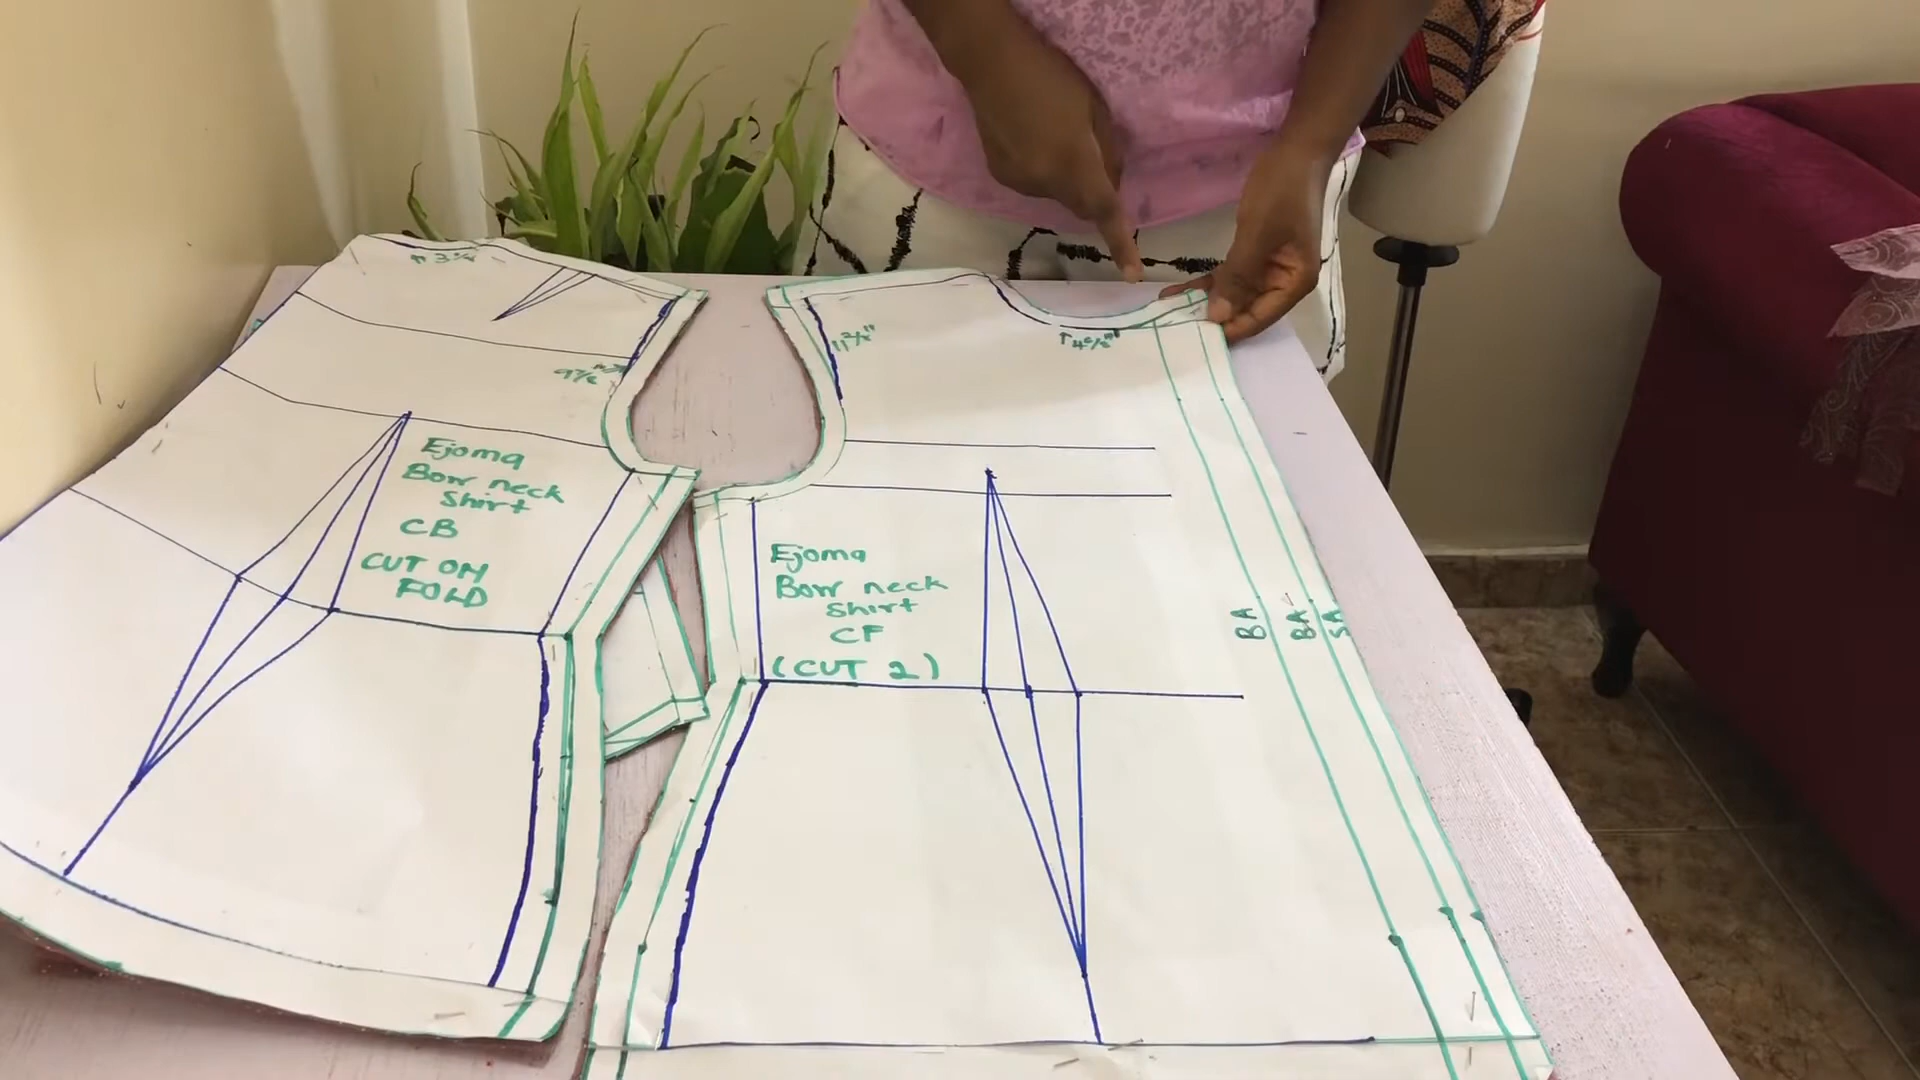 Ejoma
Bow neck
Shirt
CB
CUT ON
FOLD
Ejoma
Bow neck
Shirt
CF
(CUT 2)
BA
BA
SA